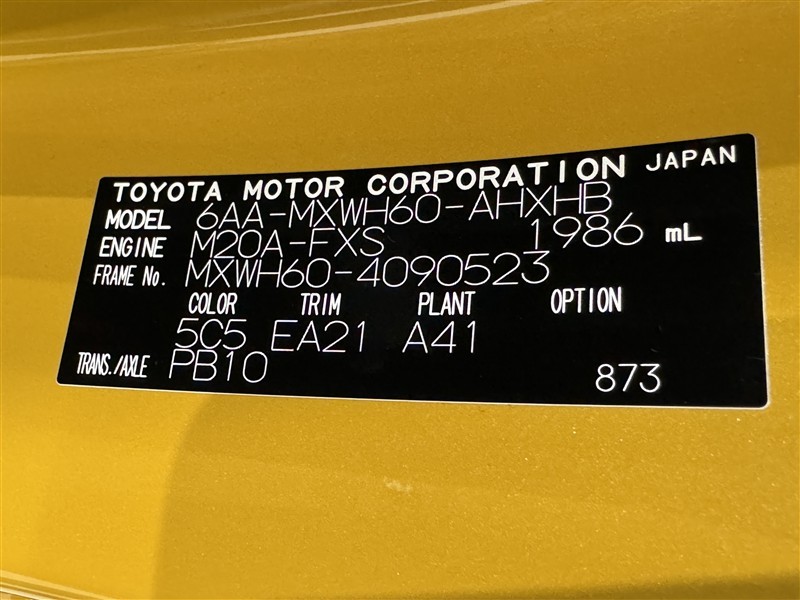 TOYOTA MOTOR CORPORATION JAPAN
MODEL 6AA-MXWH60-AHXHB
ENGINE M20A-FXS 1986 mL
FRAME No. MXWH60-4090523
COLOR TRIM PLANT OPTION
5C5 EA21 A41
TRANS./AXLE PB10 873